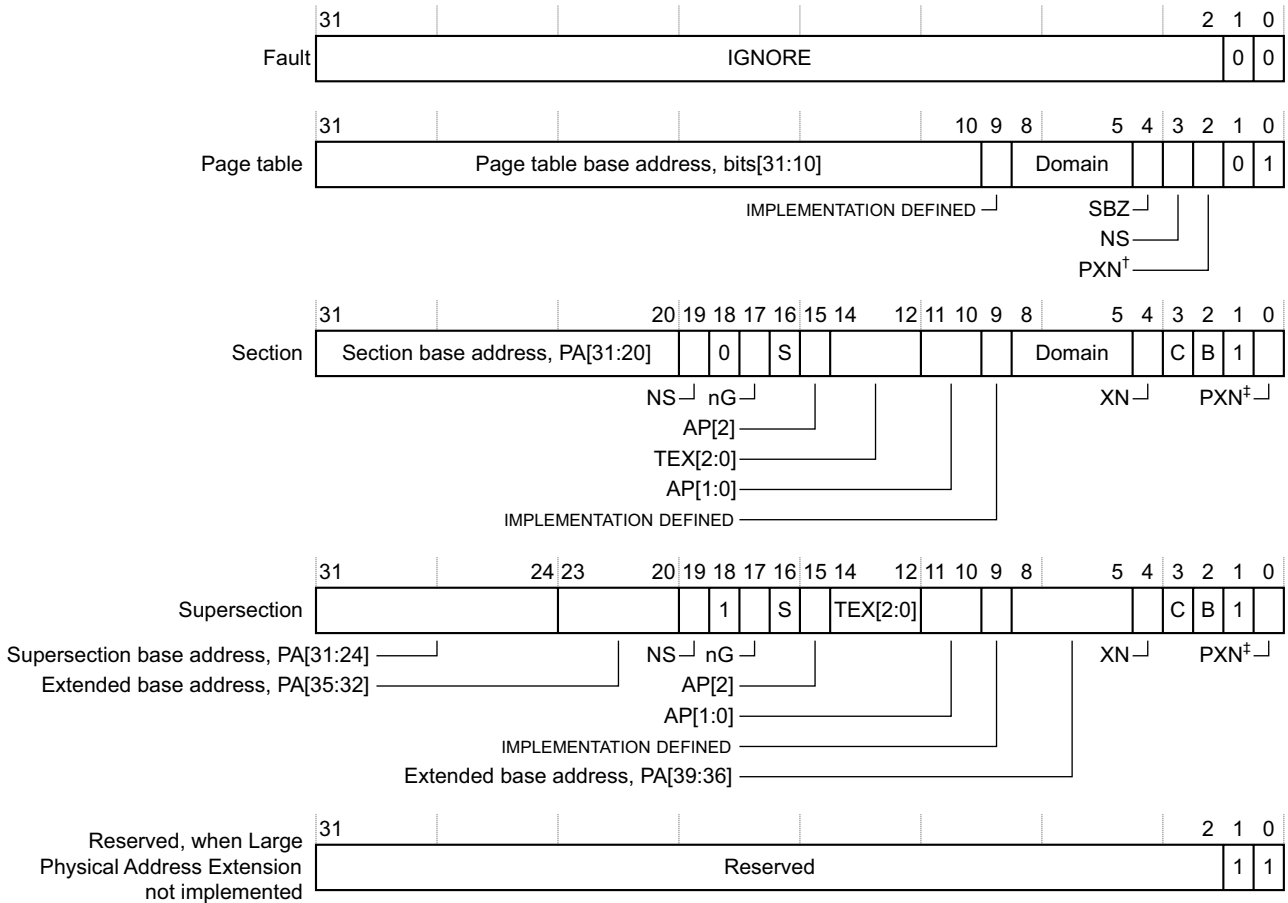 31 2 1 0
Fault IGNORE 0 0
31 10 9 8 5 4 3 2 1 0
Page table Page table base address, bits[31:10] Domain 0 1
IMPLEMENTATION DEFINED SBZ
NS
PXN†
31 20 19 18 17 16 15 14 12 11 10 9 8 5 4 3 2 1 0
Section Section base address, PA[31:20] 0 S Domain C B 1
NS nG XN PXN‡
AP[2]
TEX[2:0]
AP[1:0]
IMPLEMENTATION DEFINED
31 24 23 20 19 18 17 16 15 14 12 11 10 9 8 5 4 3 2 1 0
Supersection 1 S TEX[2:0] C B 1
Supersection base address, PA[31:24] NS nG XN PXN‡
Extended base address, PA[35:32] AP[2]
AP[1:0]
IMPLEMENTATION DEFINED
Extended base address, PA[39:36]
31 2 1 0
Reserved, when Large
Physical Address Extension Reserved 1 1
not implemented